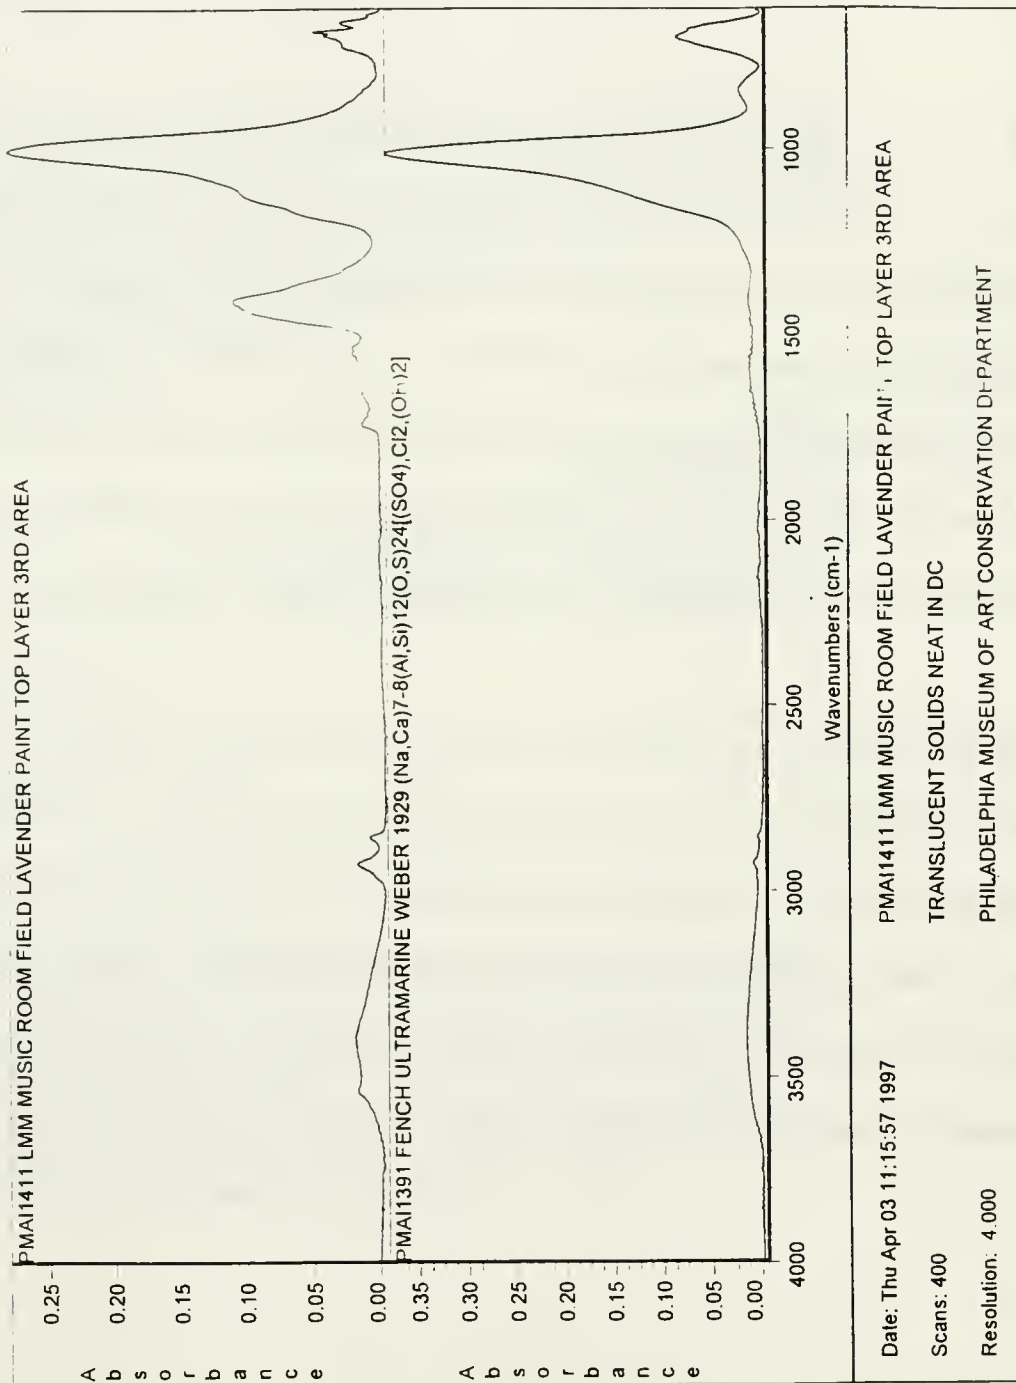 PMAI1411 LMM MUSIC ROOM FIELD LAVENDER PAINT TOP LAYER 3RD AREA
Absorbance
0.25
0.20
0.15
0.10
0.05
0.00
PMAI1391 FENCH ULTRAMARINE WEBER 1929 (Na,Ca)7-8(Al,Si)12(O,S)24[(SO4),Cl2,(OH)2]
Absorbance
0.35
0.30
0.25
0.20
0.15
0.10
0.05
0.00
4000 3500 3000 2500 2000 1500 1000
Wavenumbers (cm-1)
Date: Thu Apr 03 11:15:57 1997 PMAI1411 LMM MUSIC ROOM FIELD LAVENDER PAINT, TOP LAYER 3RD AREA
Scans: 400 TRANSLUCENT SOLIDS NEAT IN DC
Resolution: 4.000 PHILADELPHIA MUSEUM OF ART CONSERVATION DEPARTMENT